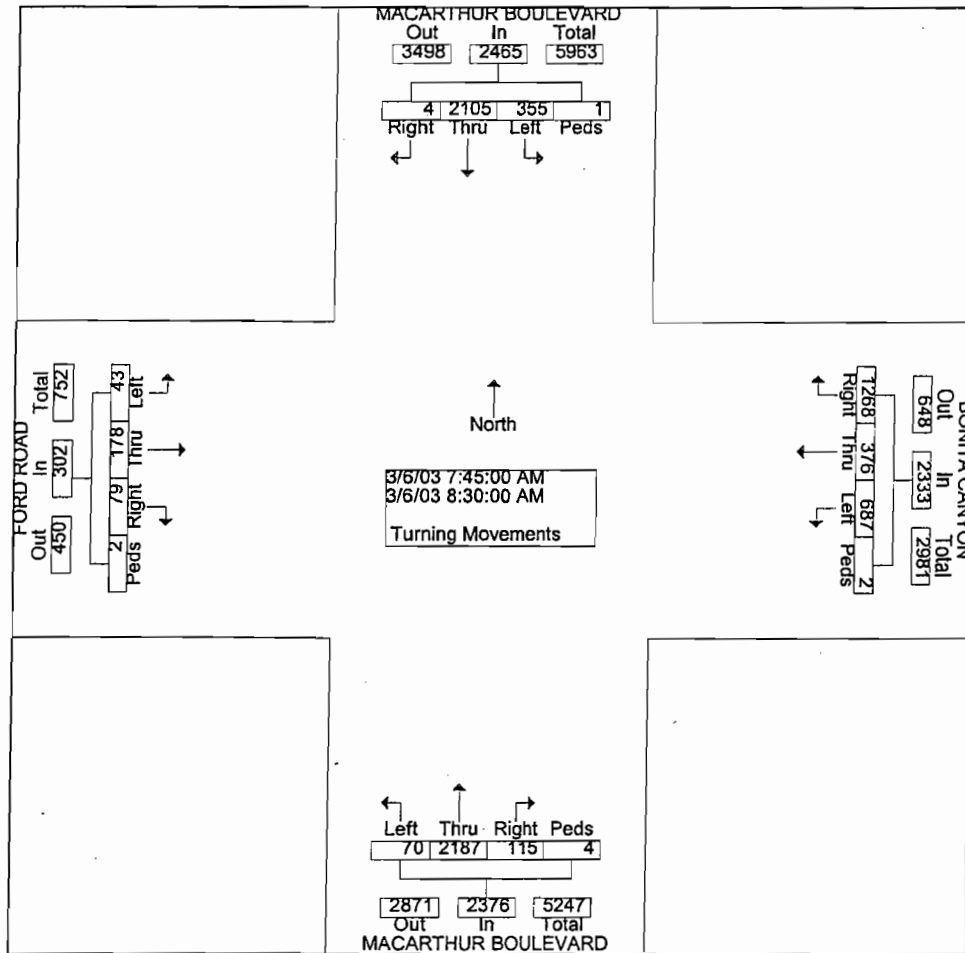 MACARTHUR BOULEVARD
Out In Total
3498 2465 5963
4 2105 355 1
Right Thru Left Peds
FORD ROAD
Out In Total
450 302 752
2 79 178 43
Peds Right Thru Left
North
3/6/03 7:45:00 AM
3/6/03 8:30:00 AM
Turning Movements
1268 376 687 2
Right Thru Left Peds
648 2333 2981
Out In Total
BONITA CANYON
Left Thru Right Peds
70 2187 115 4
2871 2376 5247
Out In Total
MACARTHUR BOULEVARD